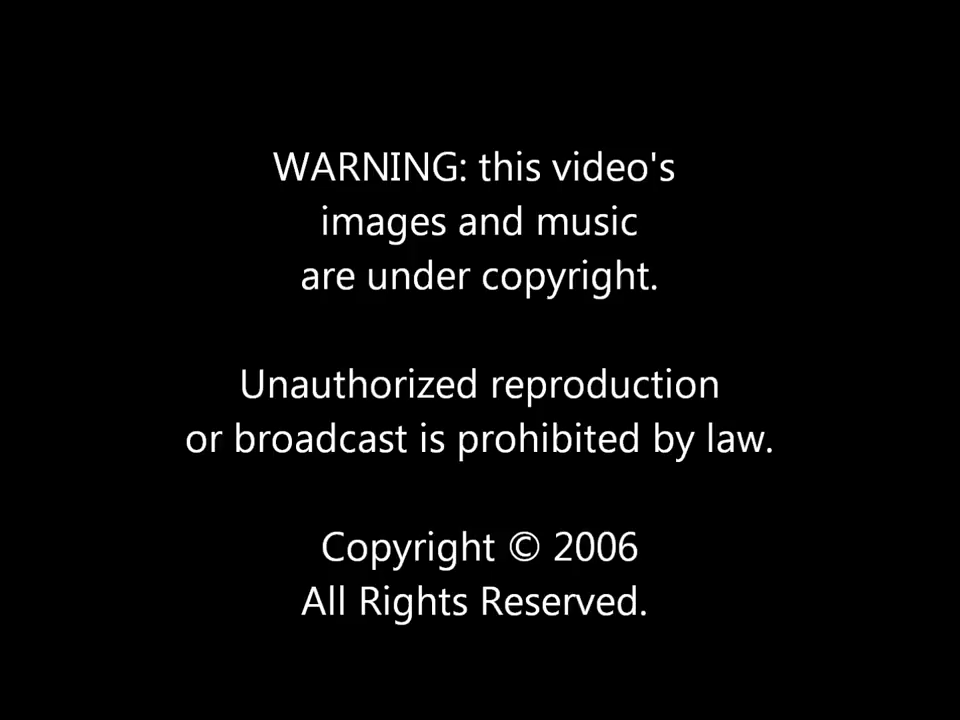 WARNING: this video's
images and music
are under copyright.
Unauthorized reproduction
or broadcast is prohibited by law.
Copyright © 2006
All Rights Reserved.